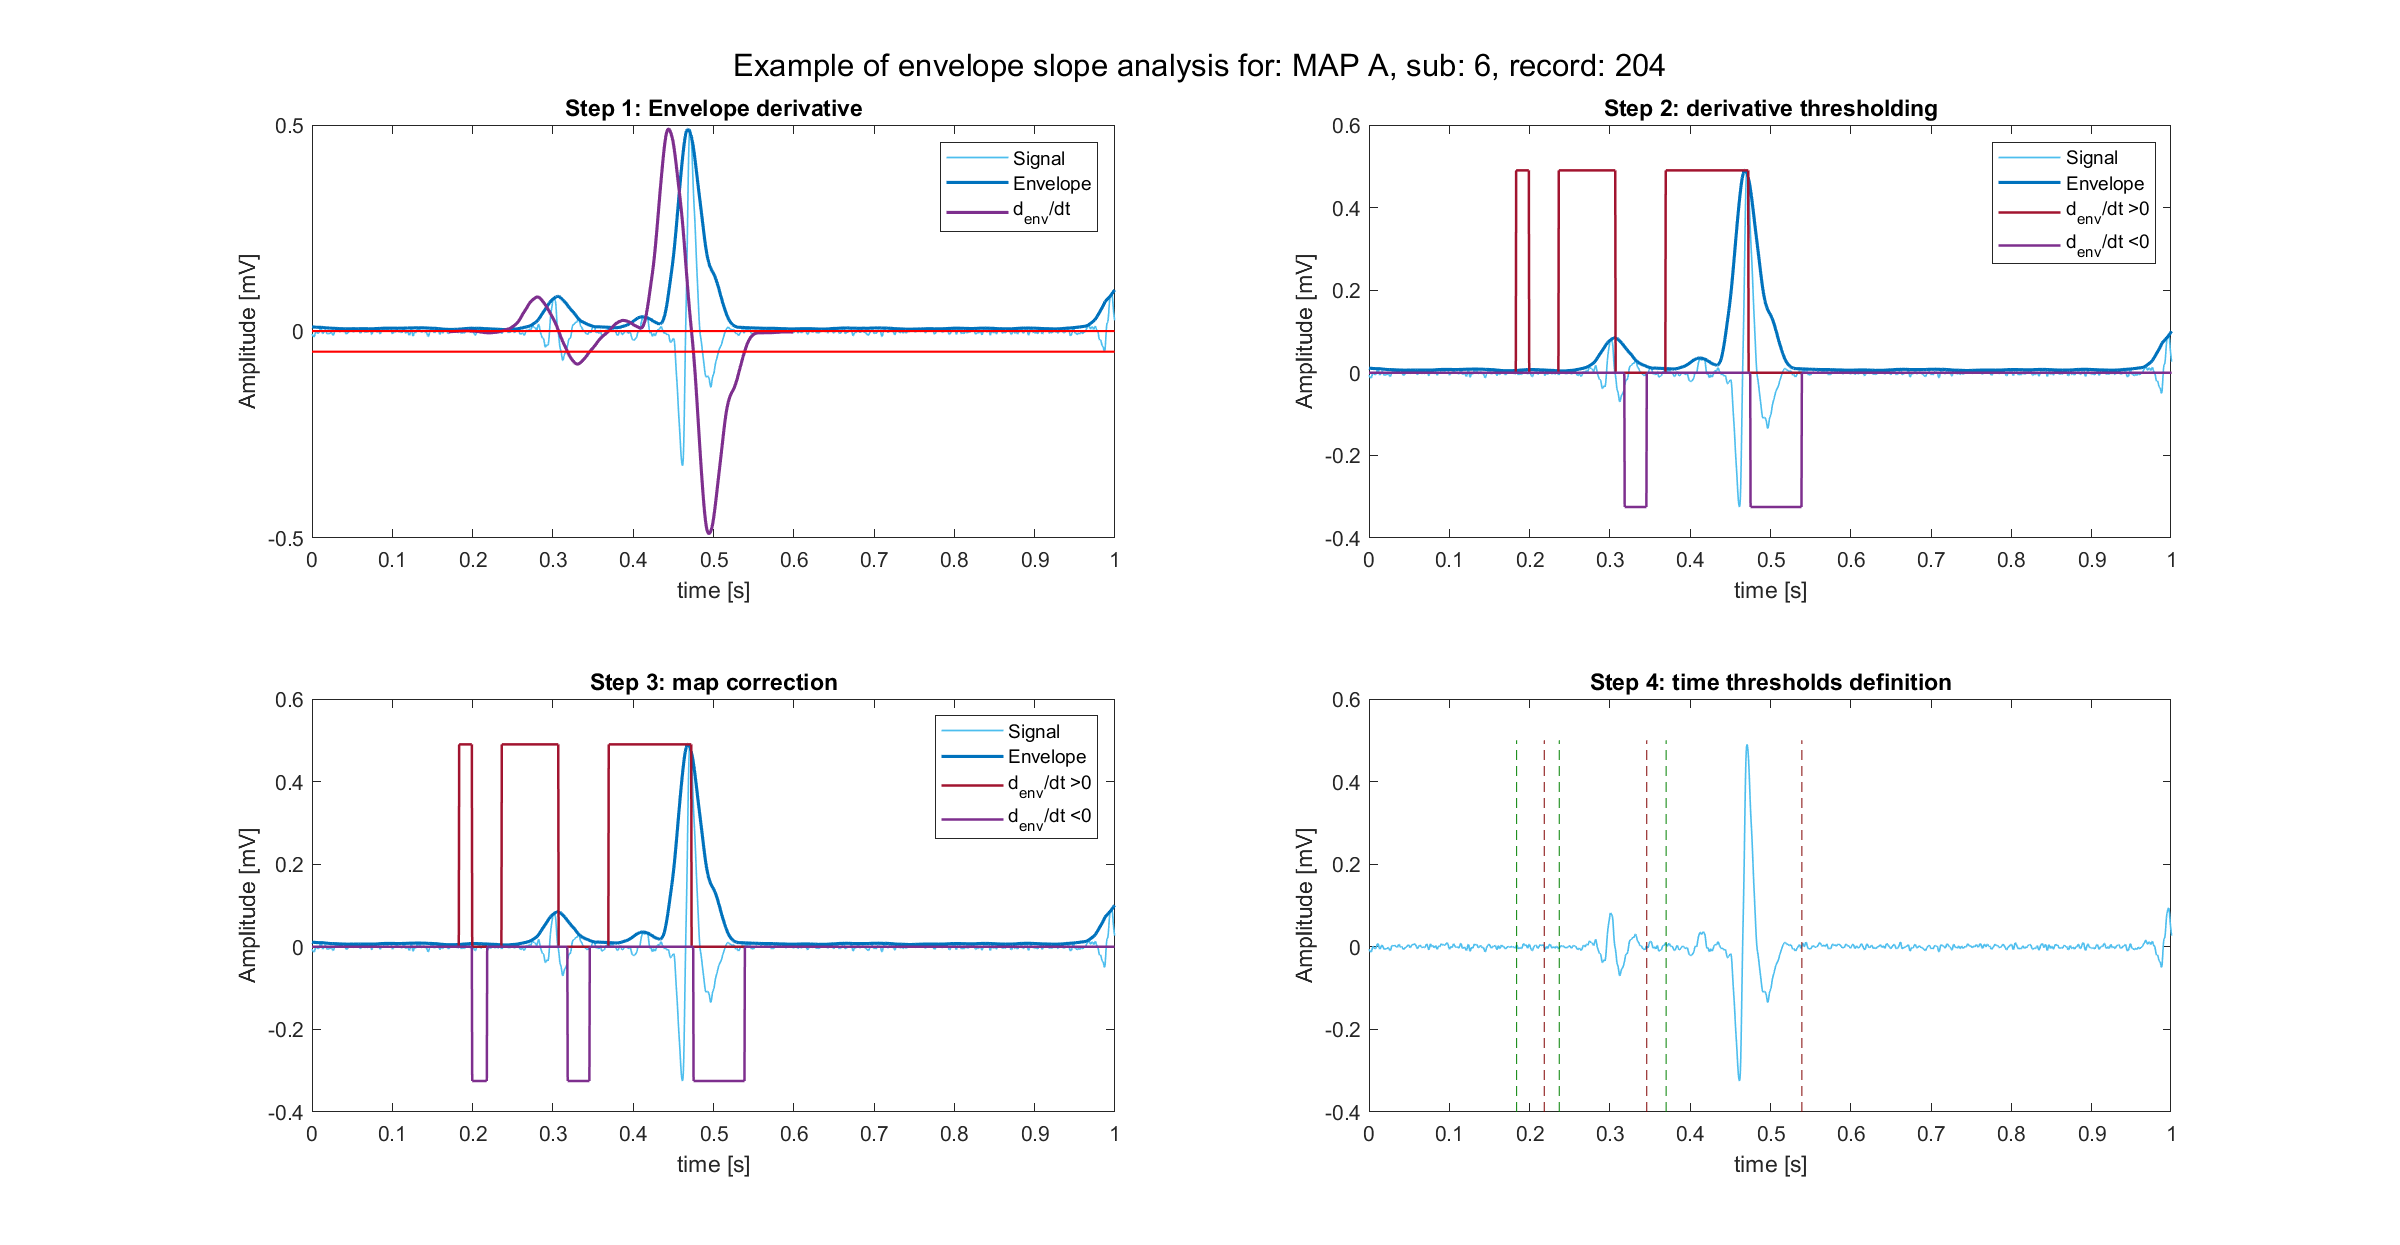 Example of envelope slope analysis for: MAP A, sub: 6, record: 204
Step 1: Envelope derivative
0.5
0
-0.5
Amplitude [mV]
0 0.1 0.2 0.3 0.4 0.5 0.6 0.7 0.8 0.9 1
time [s]
Signal
Envelope
d_env/dt
Step 2: derivative thresholding
0.6
0.4
0.2
0
-0.2
-0.4
Amplitude [mV]
0 0.1 0.2 0.3 0.4 0.5 0.6 0.7 0.8 0.9 1
time [s]
Signal
Envelope
d_env/dt >0
d_env/dt <0
Step 3: map correction
0.6
0.4
0.2
0
-0.2
-0.4
Amplitude [mV]
0 0.1 0.2 0.3 0.4 0.5 0.6 0.7 0.8 0.9 1
time [s]
Signal
Envelope
d_env/dt >0
d_env/dt <0
Step 4: time thresholds definition
0.6
0.4
0.2
0
-0.2
-0.4
Amplitude [mV]
0 0.1 0.2 0.3 0.4 0.5 0.6 0.7 0.8 0.9 1
time [s]